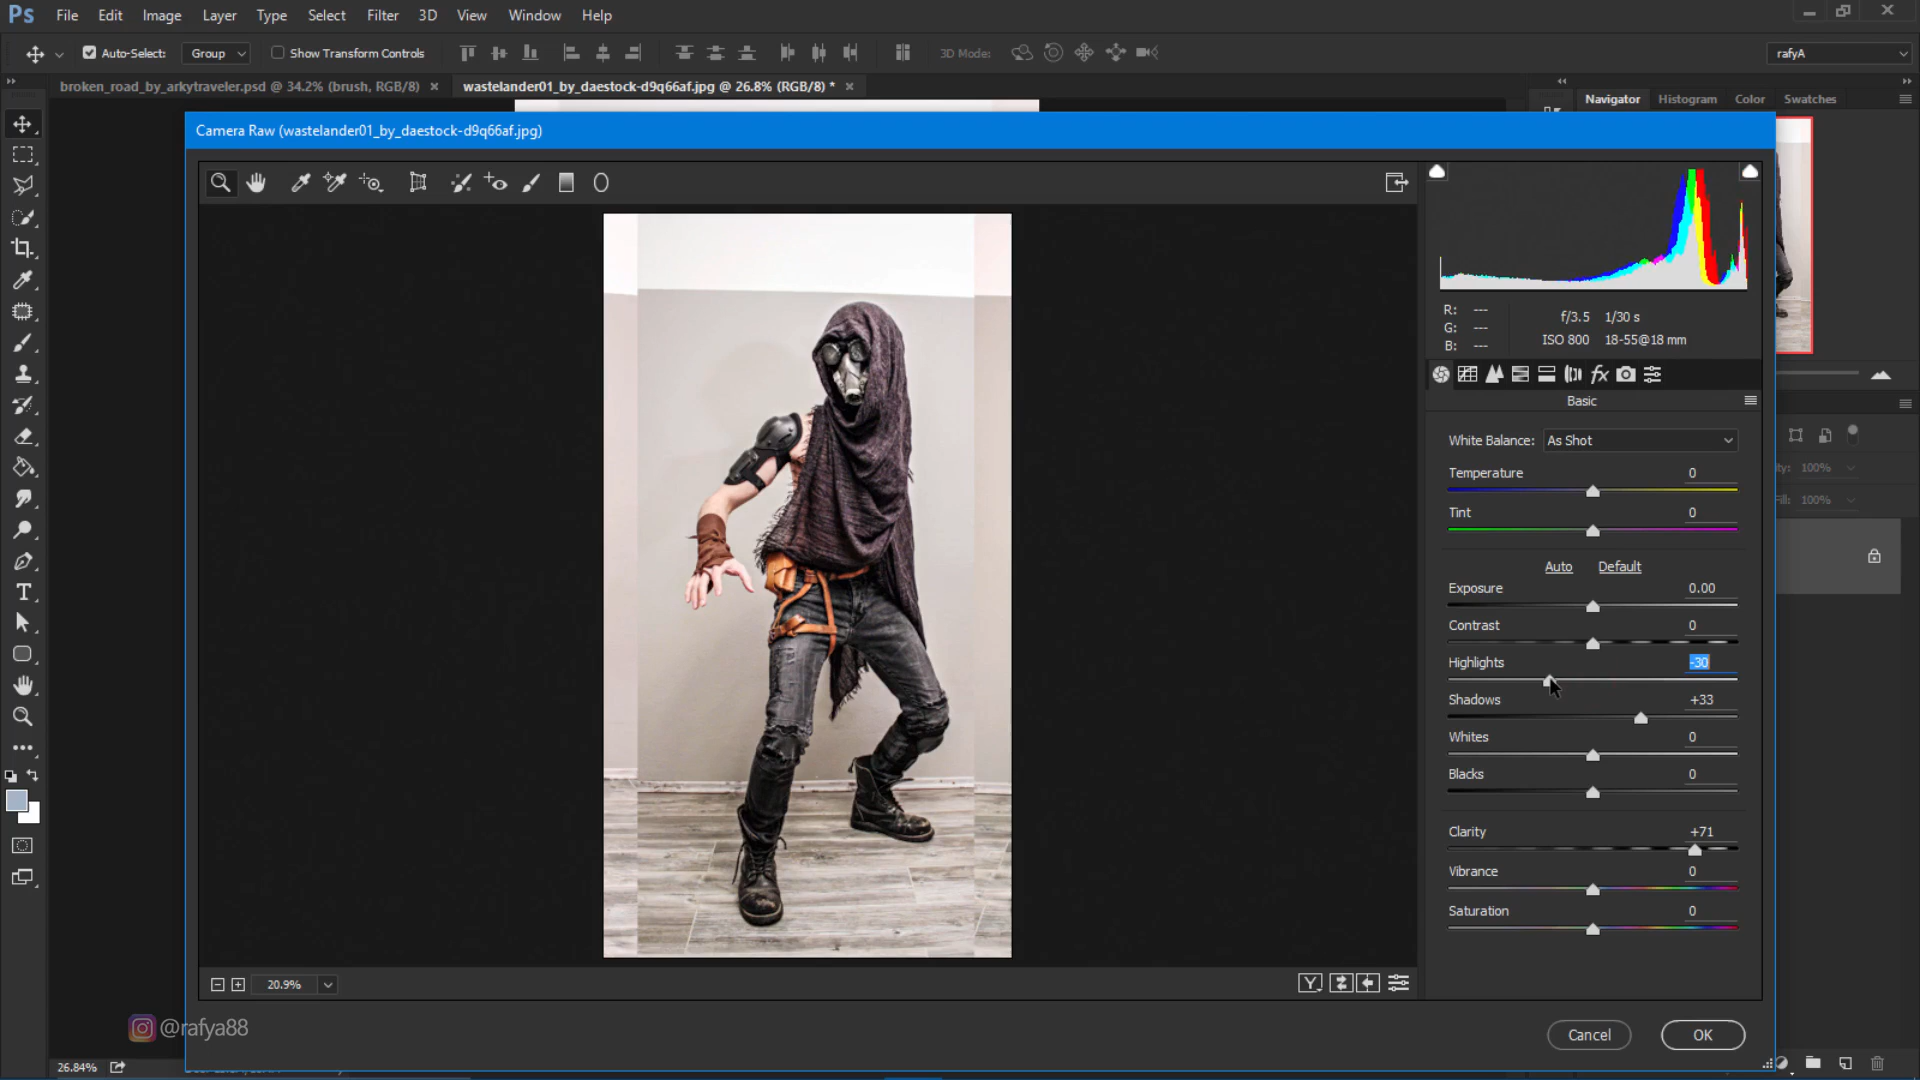 Ps File Edit Image Layer Type Select Filter 3D View Window Help
Auto-Select: Group Show Transform Controls 3D Mode: rafyA
broken_road_by_arkytraveler.psd @ 34.2% (brush, RGB/8) × wastelander01_by_daestock-d9q66af.jpg @ 26.8% (RGB/8) * ×
Navigator Histogram Color Swatches
Camera Raw (wastelander01_by_daestock-d9q66af.jpg)
R: ---
G: ---
B: ---
f/3.5 1/30 s
ISO 800 18-55@18 mm
fx
Basic
White Balance: As Shot
Temperature 0
Tint 0
Auto Default
Exposure 0.00
Contrast 0
Highlights -30
Shadows +33
Whites 0
Blacks 0
Clarity +71
Vibrance 0
Saturation 0
100%
Fill: 100%
T
20.9%
Y
@rafya88
Cancel OK
26.84%